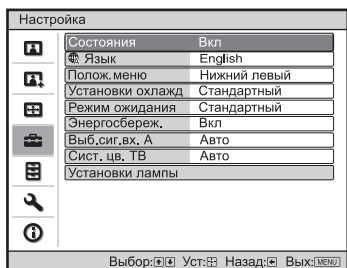 Настройка
Состояния Вкл
Язык English
Полож. меню Нижний левый
Установки охлажд Стандартный
Режим ожидания Стандартный
Энергосбереж. Вкл
Выб.сиг.вх. A Авто
Сист. цв. ТВ Авто
Установки лампы
Выбор: Уст: Назад: Вых: MENU